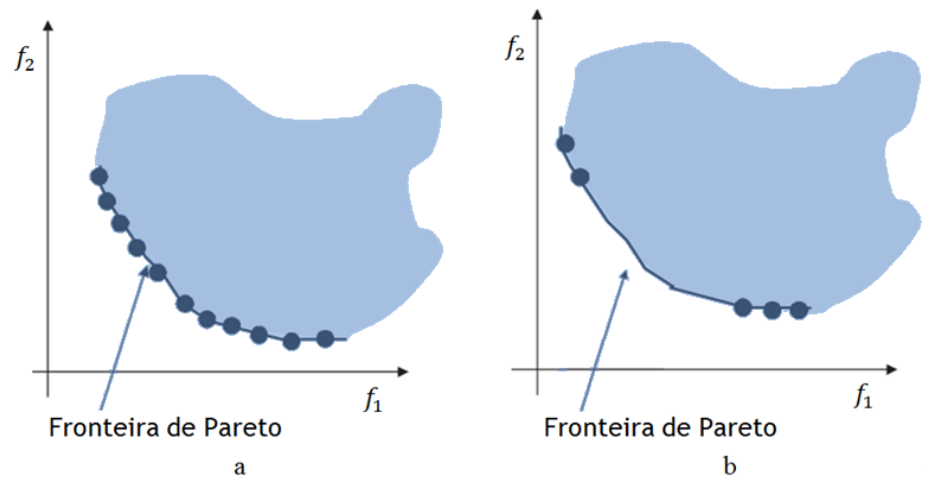 f₂
f₁
Fronteira de Pareto
a
f₂
f₁
Fronteira de Pareto
b